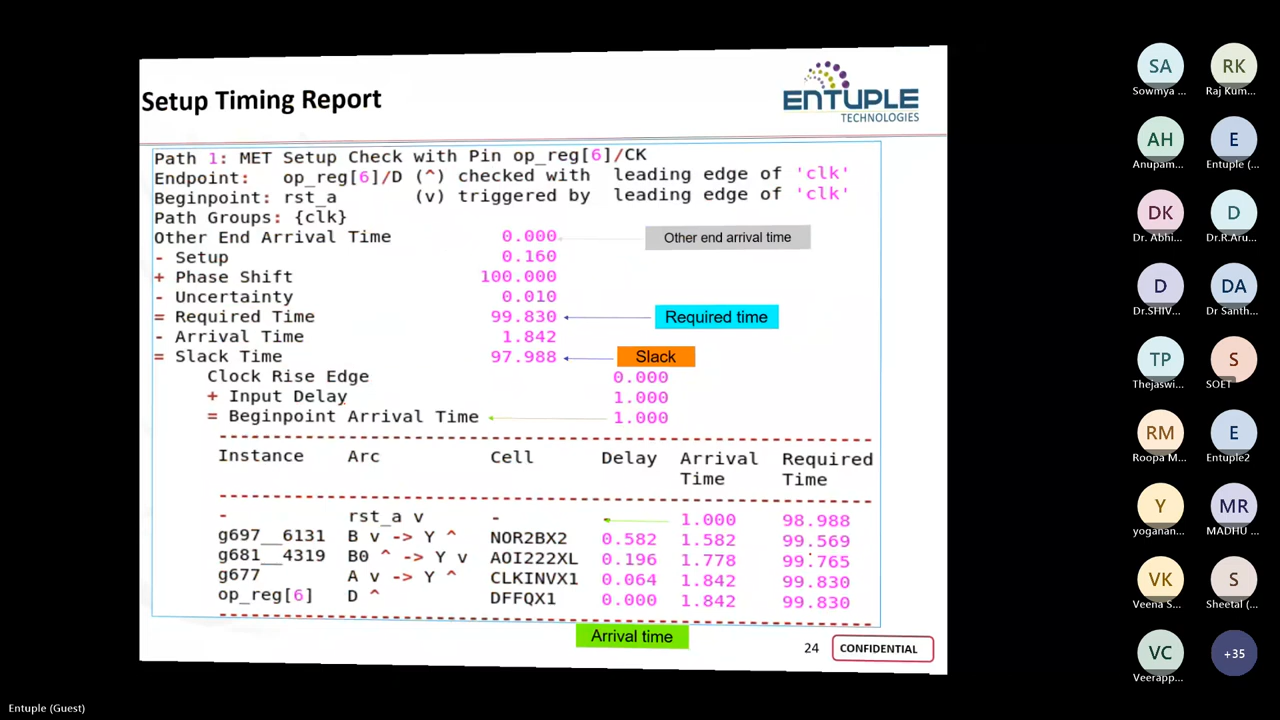 Setup Timing Report
ENTUPLE
TECHNOLOGIES
Path 1: MET Setup Check with Pin op_reg[6]/CK
Endpoint: op_reg[6]/D (^) checked with leading edge of 'clk'
Beginpoint: rst_a (v) triggered by leading edge of 'clk'
Path Groups: {clk}
Other End Arrival Time 0.000 Other end arrival time
- Setup 0.160
+ Phase Shift 100.000
- Uncertainty 0.010
= Required Time 99.830 Required time
- Arrival Time 1.842
= Slack Time 97.988 Slack
Clock Rise Edge 0.000
+ Input Delay 1.000
= Beginpoint Arrival Time 1.000
Instance Arc Cell Delay Arrival Required
Time Time
- rst_a v - 1.000 98.988
g697__6131 B v -> Y ^ NOR2BX2 0.582 1.582 99.569
g681__4319 B0 ^ -> Y v AOI222XL 0.196 1.778 99.765
g677 A v -> Y ^ CLKINVX1 0.064 1.842 99.830
op_reg[6] D ^ DFFQX1 0.000 1.842 99.830
Arrival time
24 CONFIDENTIAL
SA RK
Sowmya ... Raj Kum...
AH E
Anupam... Entuple (...
DK D
Dr. Abhi... Dr.R.Aru...
D DA
Dr.SHIV... Dr Santh...
TP S
Thejaswi... SOET
RM E
Roopa M... Entuple2
Y MR
yoganan... MADHU ...
VK S
Veena S... Sheetal (...
VC +35
Veerapp...
Entuple (Guest)